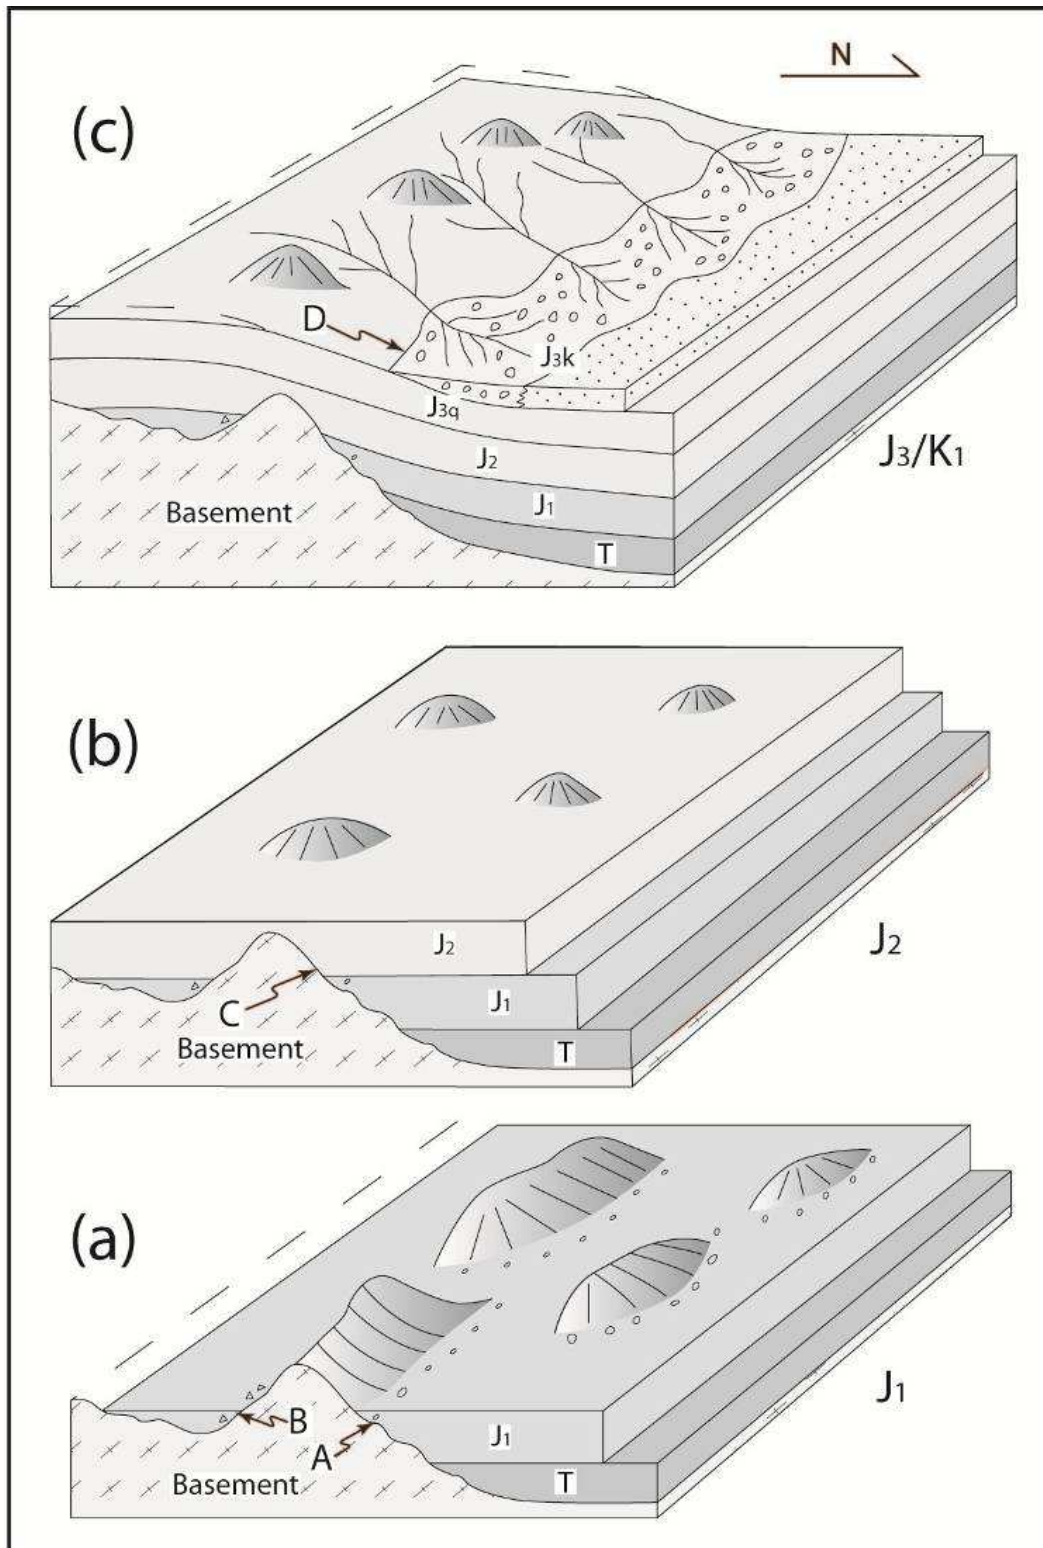 N
(c)
D
J₃k
J₃q
J₂
J₃/K₁
J₁
Basement
T
(b)
J₂
J₂
J₁
C
Basement
T
(a)
J₁
B
J₁
A
T
Basement